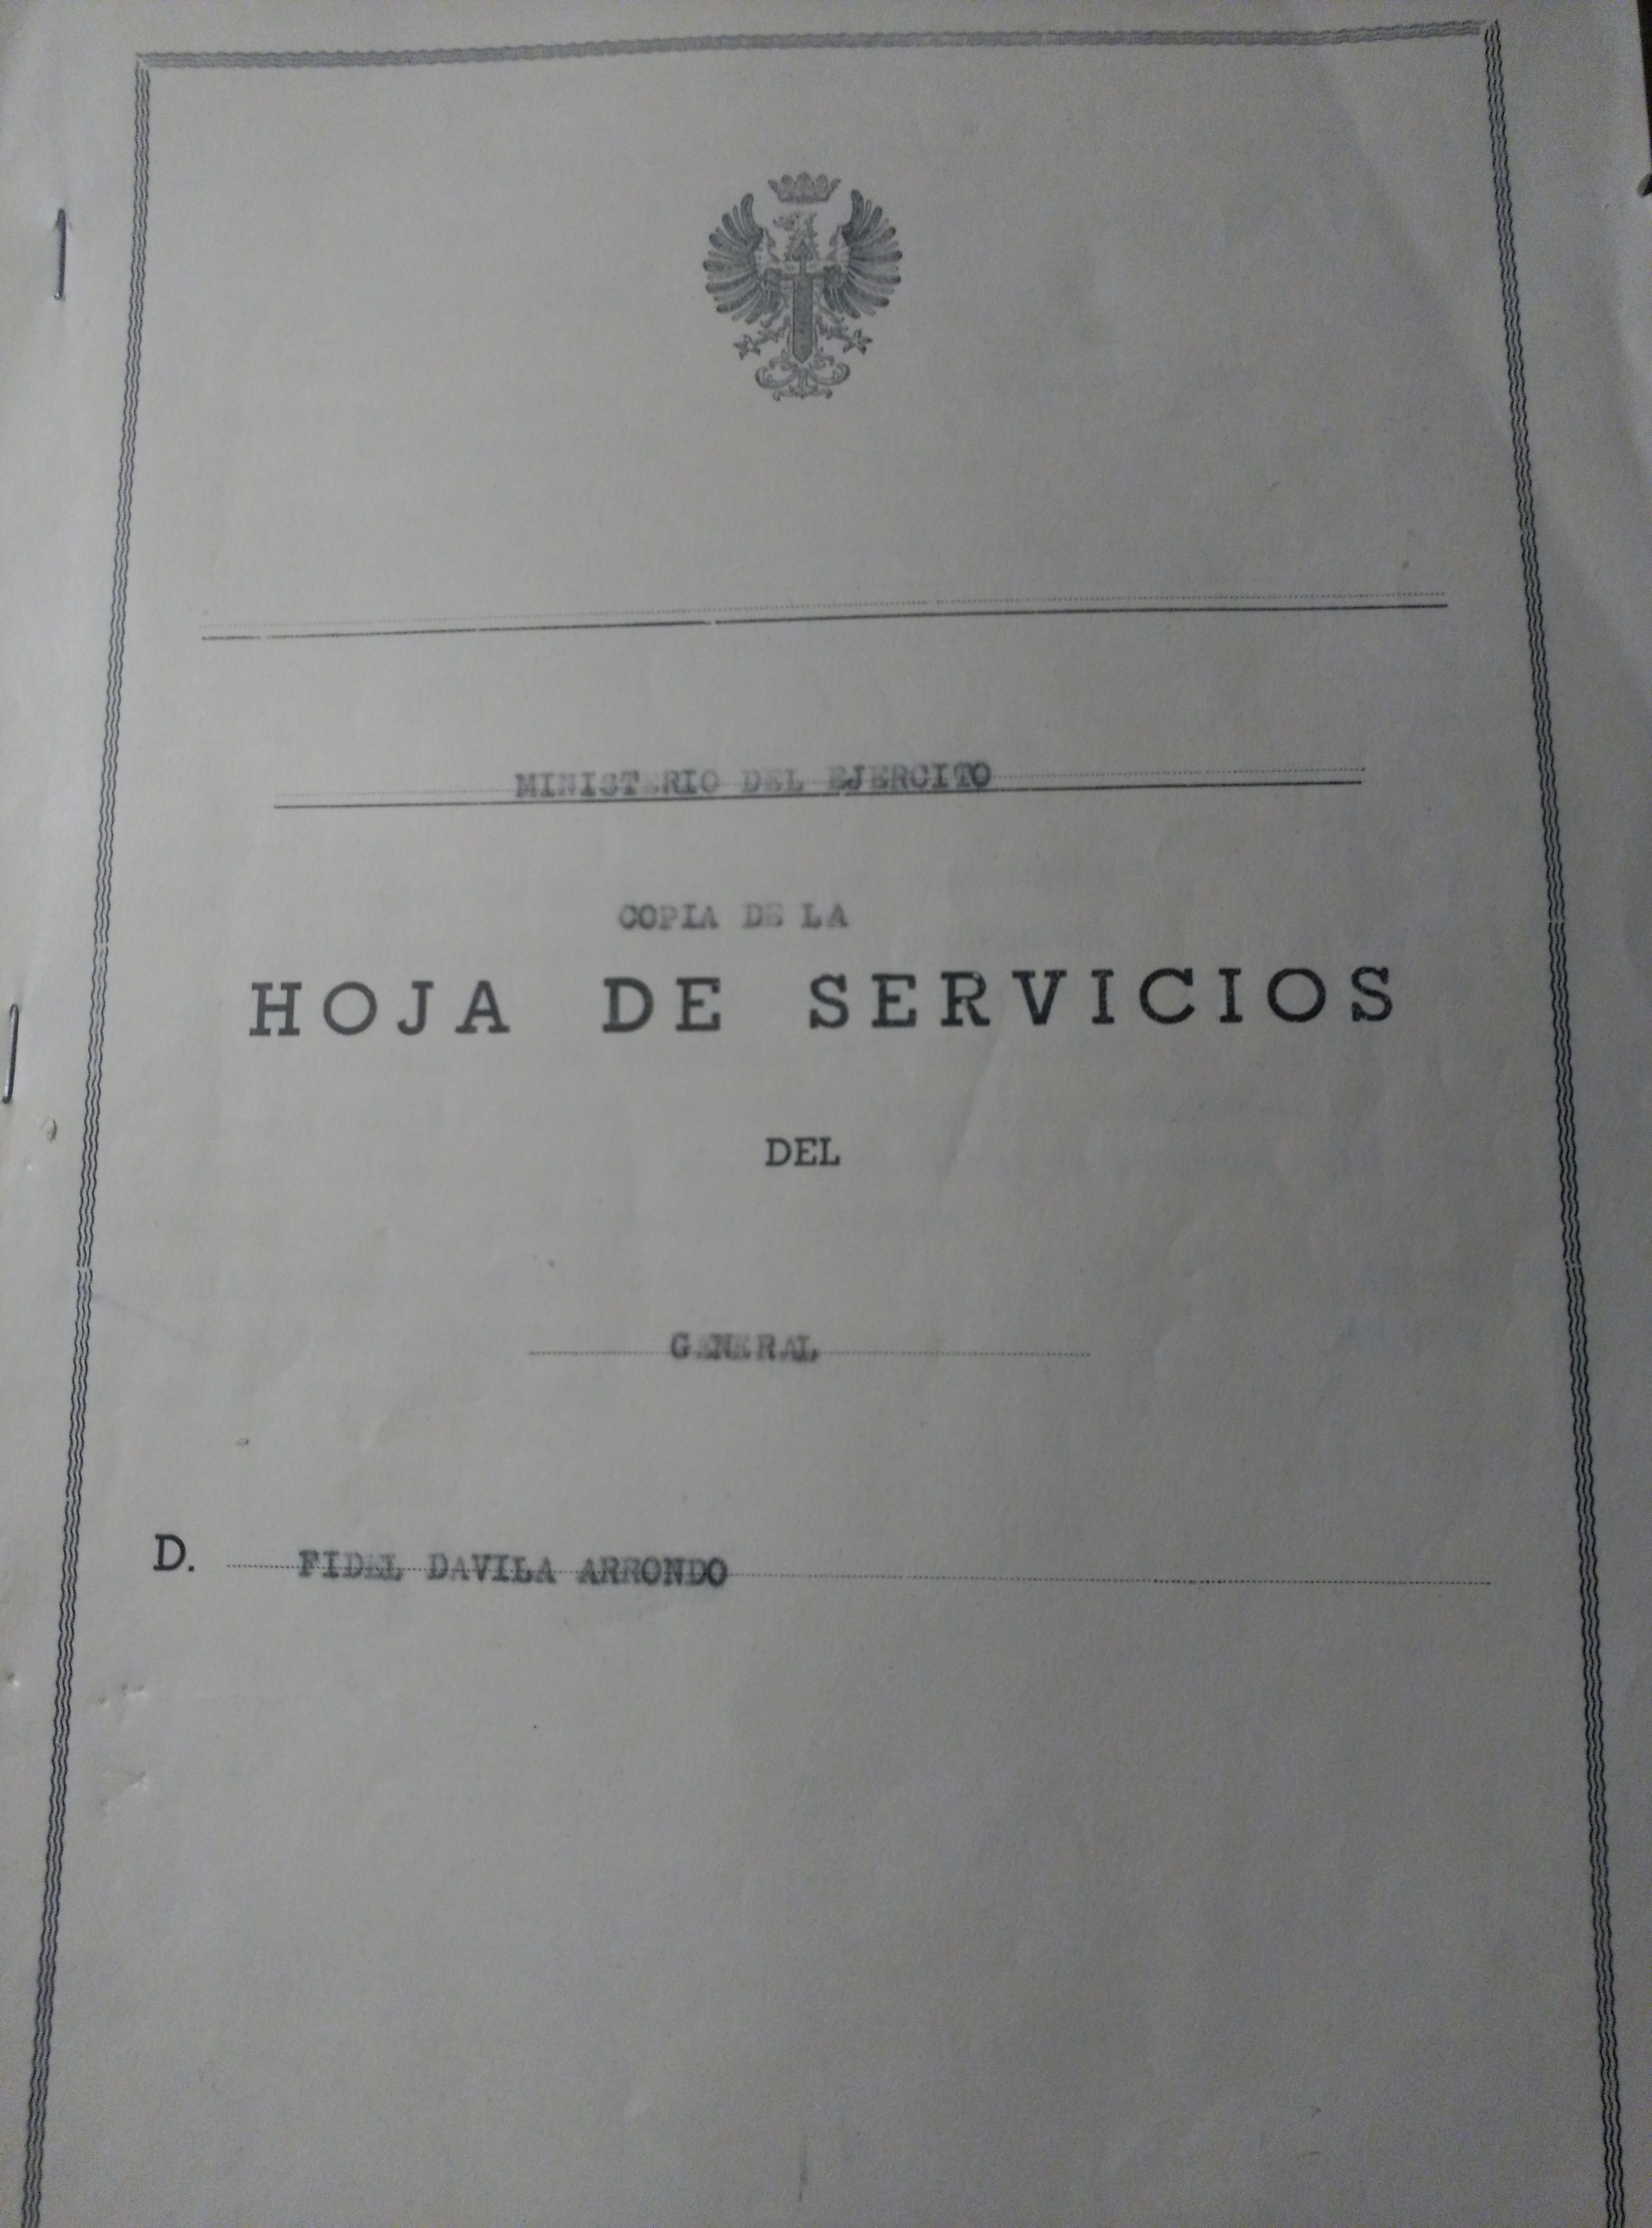 MINISTERIO DEL EJERCITO
COPIA DE LA
HOJA DE SERVICIOS
DEL
GENERAL
D. FIDEL DAVILA ARRONDO